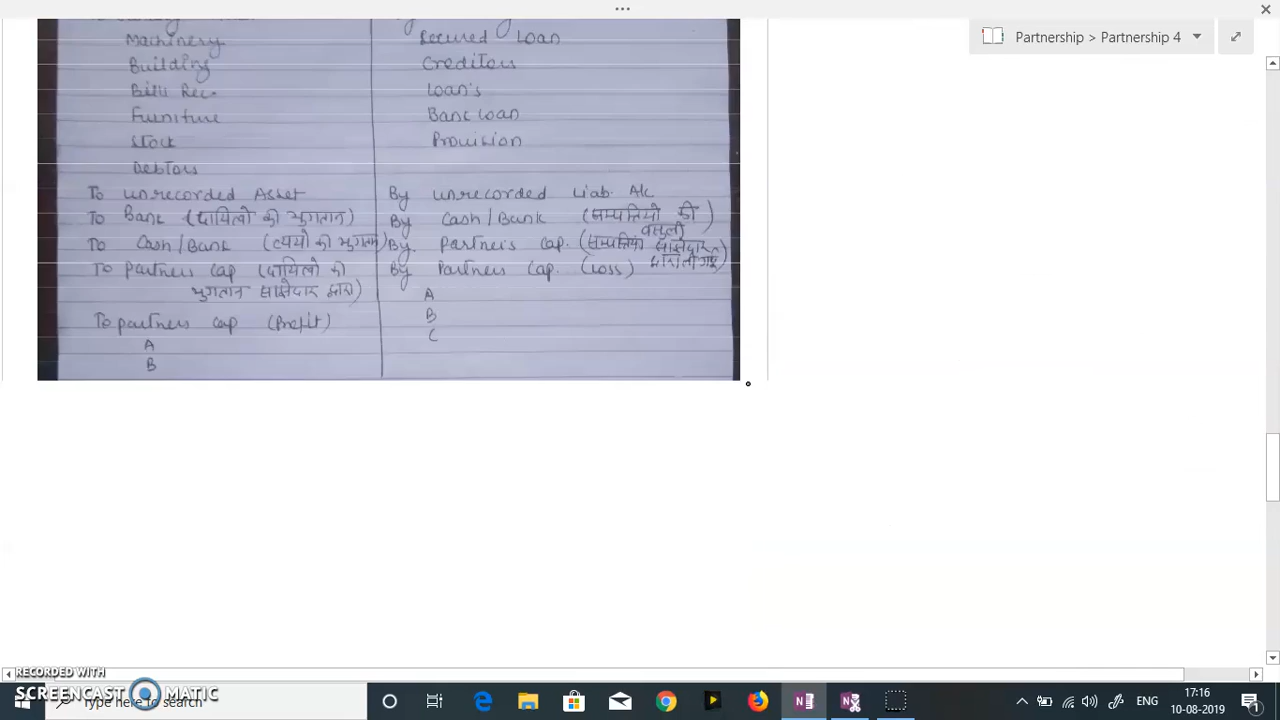 ...
Partnership > Partnership 4
Machinery
Building
Bills Rec.
Furniture
Stock
Debtors
To unrecorded Asset
To Bank (दायित्वो की भुगतान)
To Cash/Bank (व्ययो की भुगतान)
To partners cap (दायित्वो की
भुगतान साझेदार द्वारा)
To partners cap (Profit)
A
B
Secured Loan
Creditors
Loan's
Bank Loan
Provision
By unrecorded Liab. A/c
By Cash/Bank (सम्पत्तियो की
वसूली)
By Partner's cap. (सम्पत्तियां साझेदार
By Partners Cap. (Loss)
A
B
C
RECORDED WITH
SCREENCAST MATIC
Type here to search
ENG
17:16
10-08-2019
1